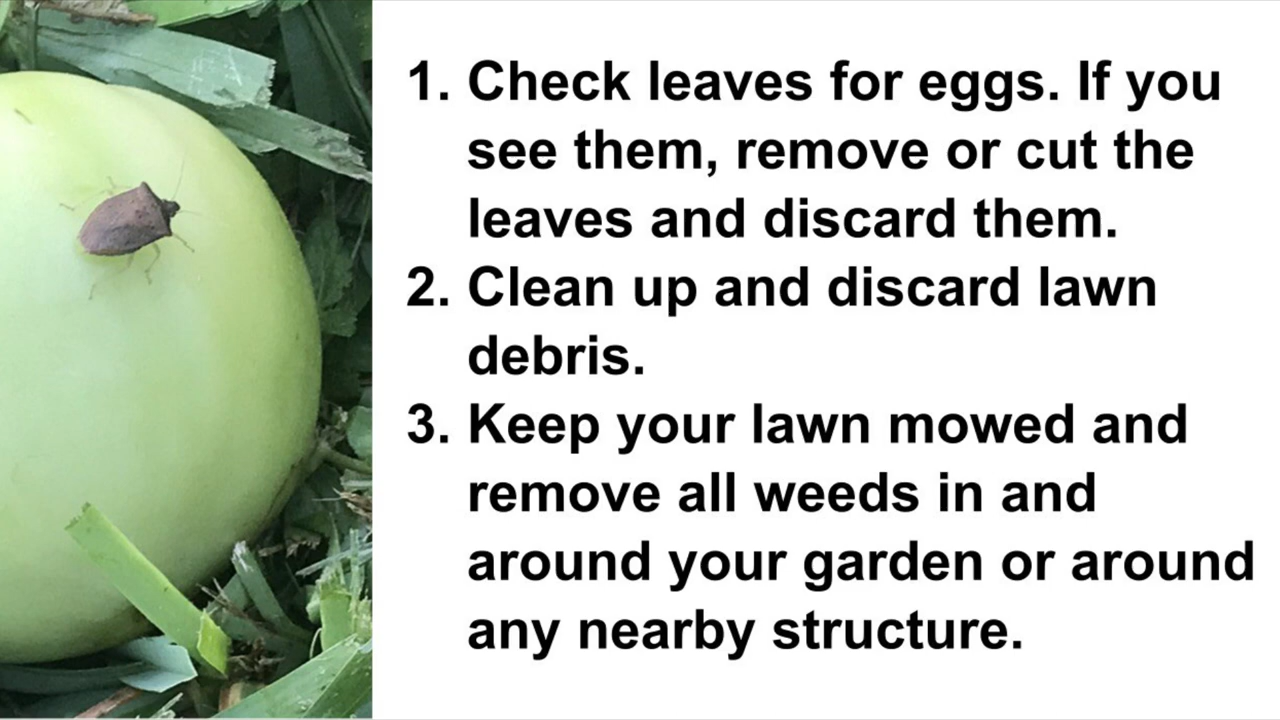 1. Check leaves for eggs. If you
see them, remove or cut the
leaves and discard them.
2. Clean up and discard lawn
debris.
3. Keep your lawn mowed and
remove all weeds in and
around your garden or around
any nearby structure.